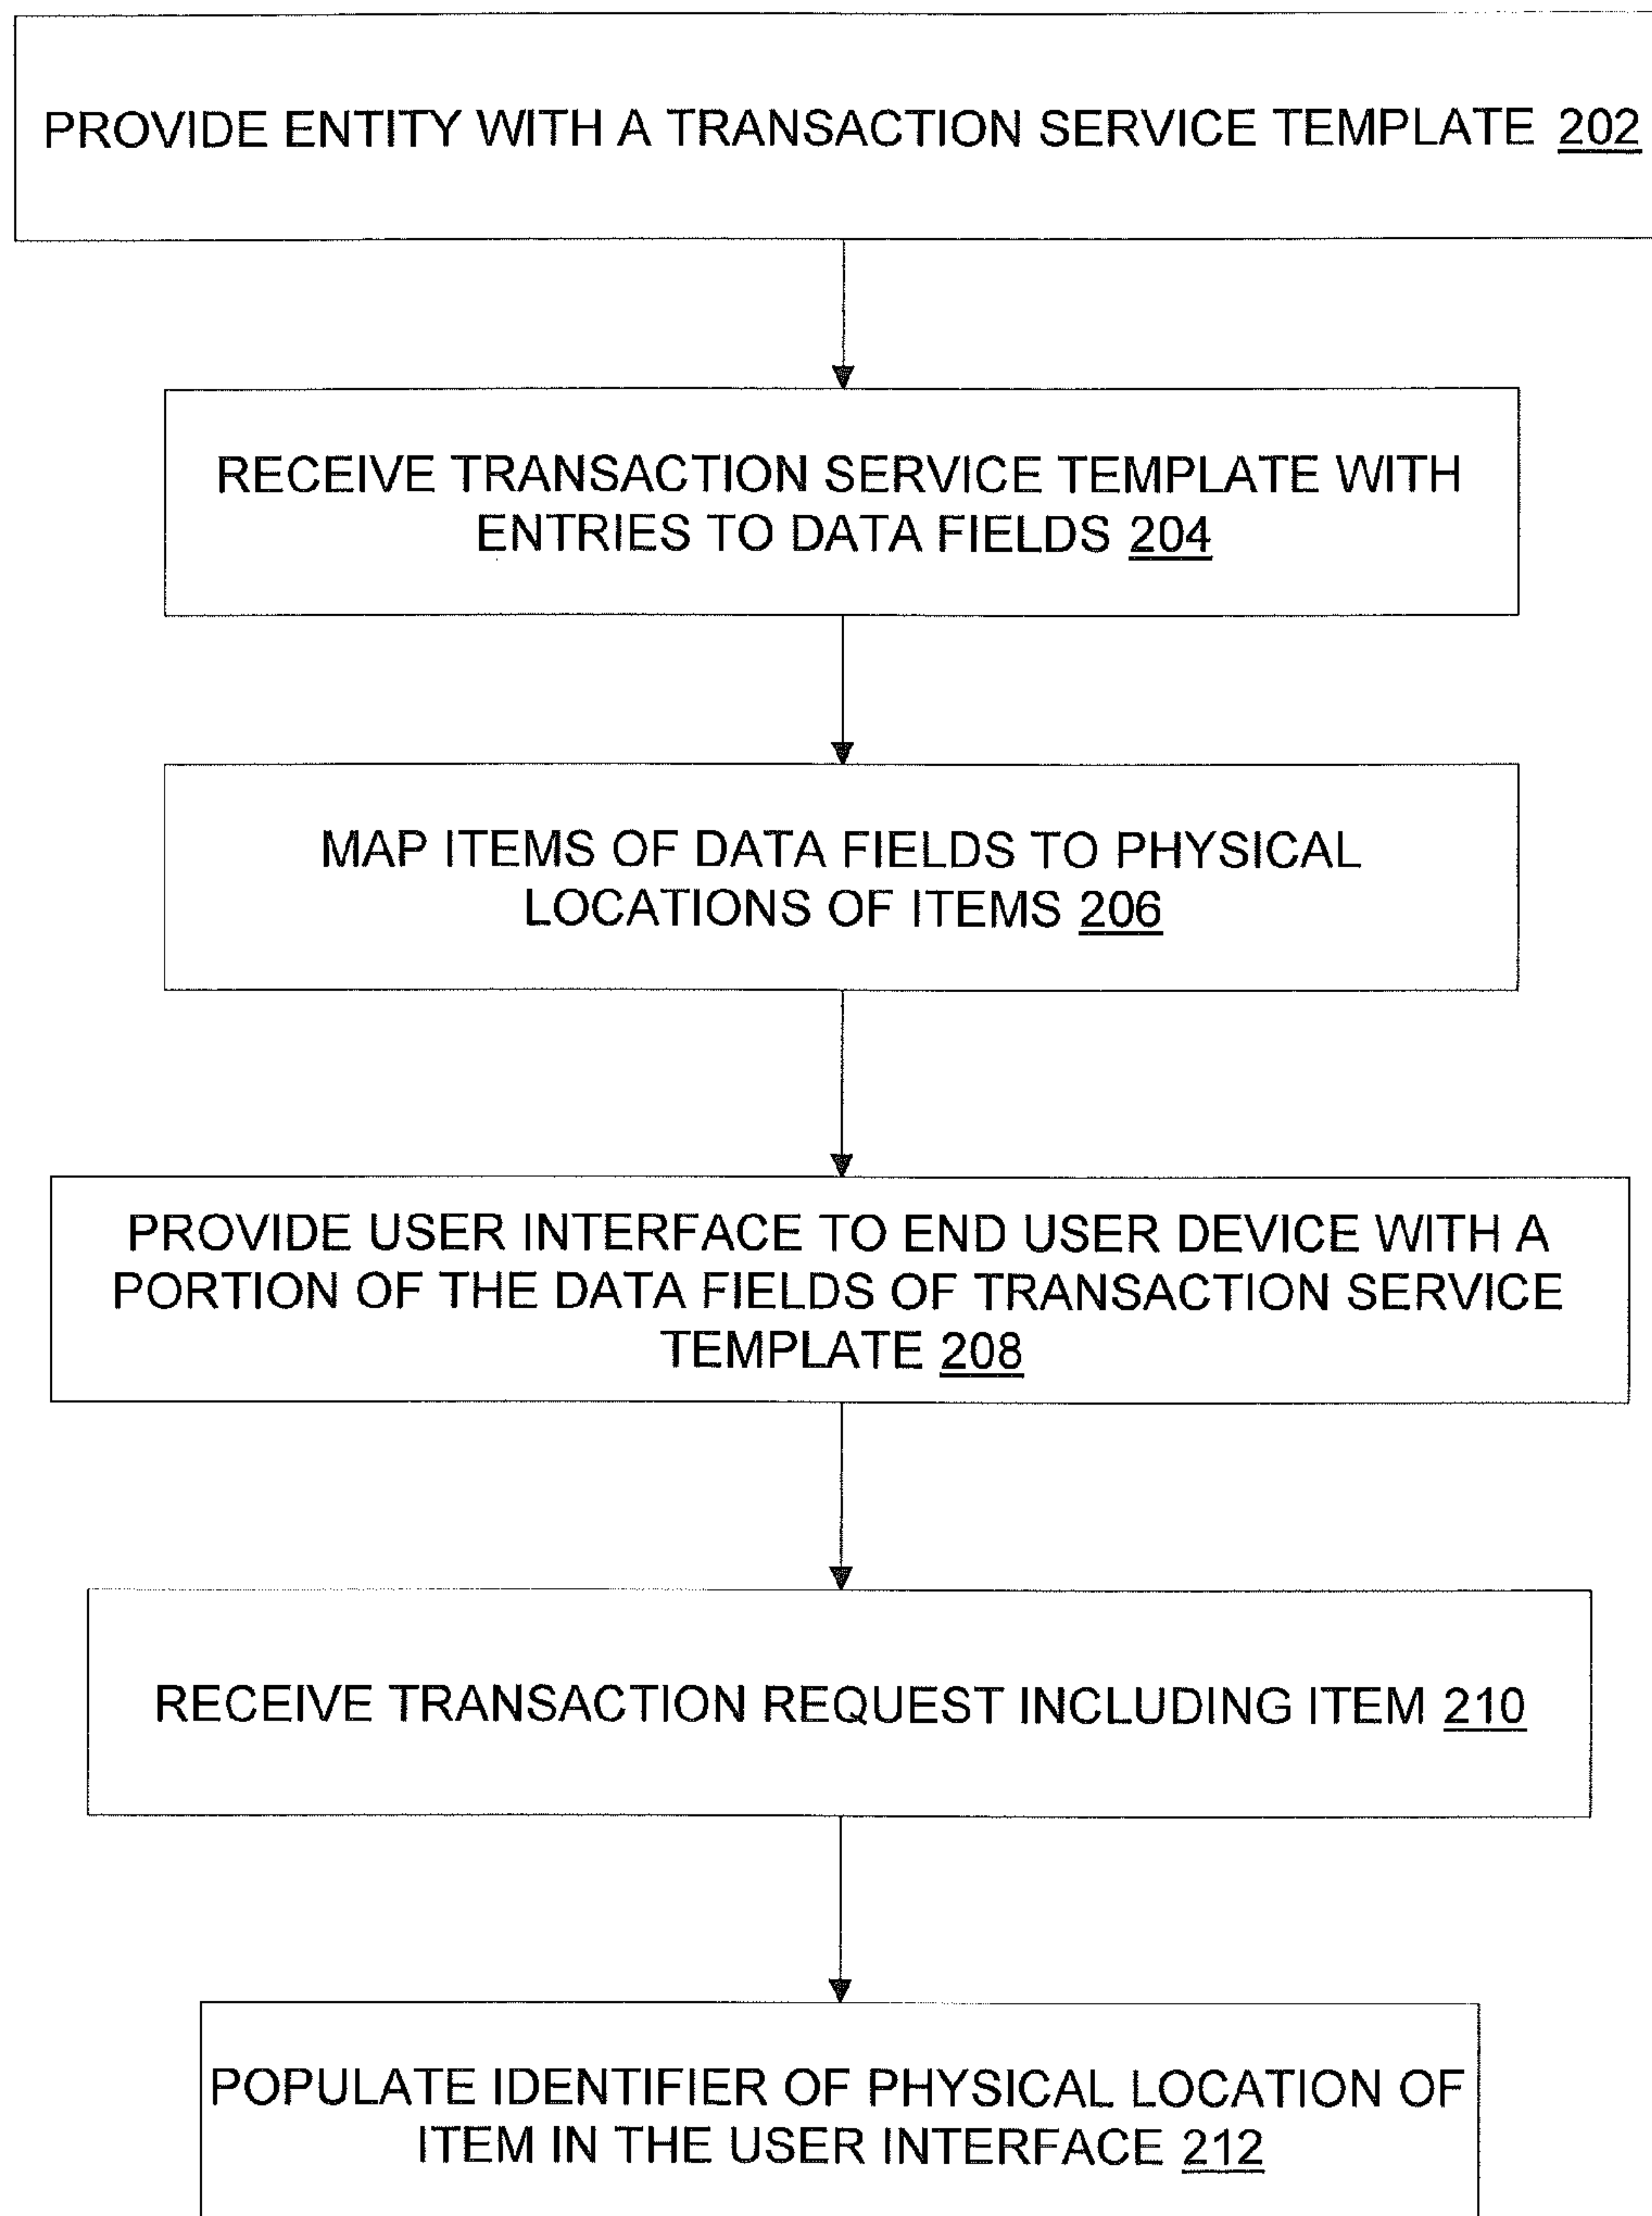 PROVIDE ENTITY WITH A TRANSACTION SERVICE TEMPLATE 202
RECEIVE TRANSACTION SERVICE TEMPLATE WITH
ENTRIES TO DATA FIELDS 204
MAP ITEMS OF DATA FIELDS TO PHYSICAL
LOCATIONS OF ITEMS 206
PROVIDE USER INTERFACE TO END USER DEVICE WITH A
PORTION OF THE DATA FIELDS OF TRANSACTION SERVICE
TEMPLATE 208
RECEIVE TRANSACTION REQUEST INCLUDING ITEM 210
POPULATE IDENTIFIER OF PHYSICAL LOCATION OF
ITEM IN THE USER INTERFACE 212